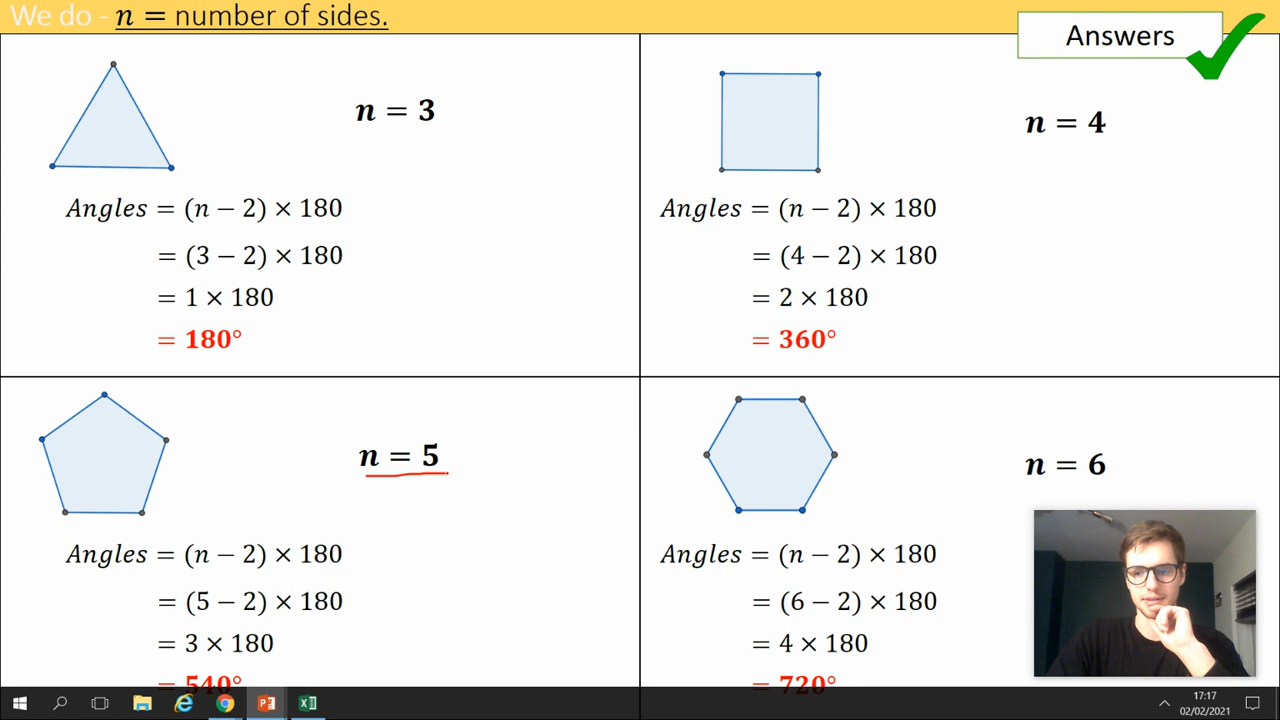 We do - n = number of sides.
Answers
n = 3
Angles = (n − 2) × 180
= (3 − 2) × 180
= 1 × 180
= 180°
n = 4
Angles = (n − 2) × 180
= (4 − 2) × 180
= 2 × 180
= 360°
n = 5
Angles = (n − 2) × 180
= (5 − 2) × 180
= 3 × 180
= 540°
n = 6
Angles = (n − 2) × 180
= (6 − 2) × 180
= 4 × 180
= 720°
17:17
02/02/2021